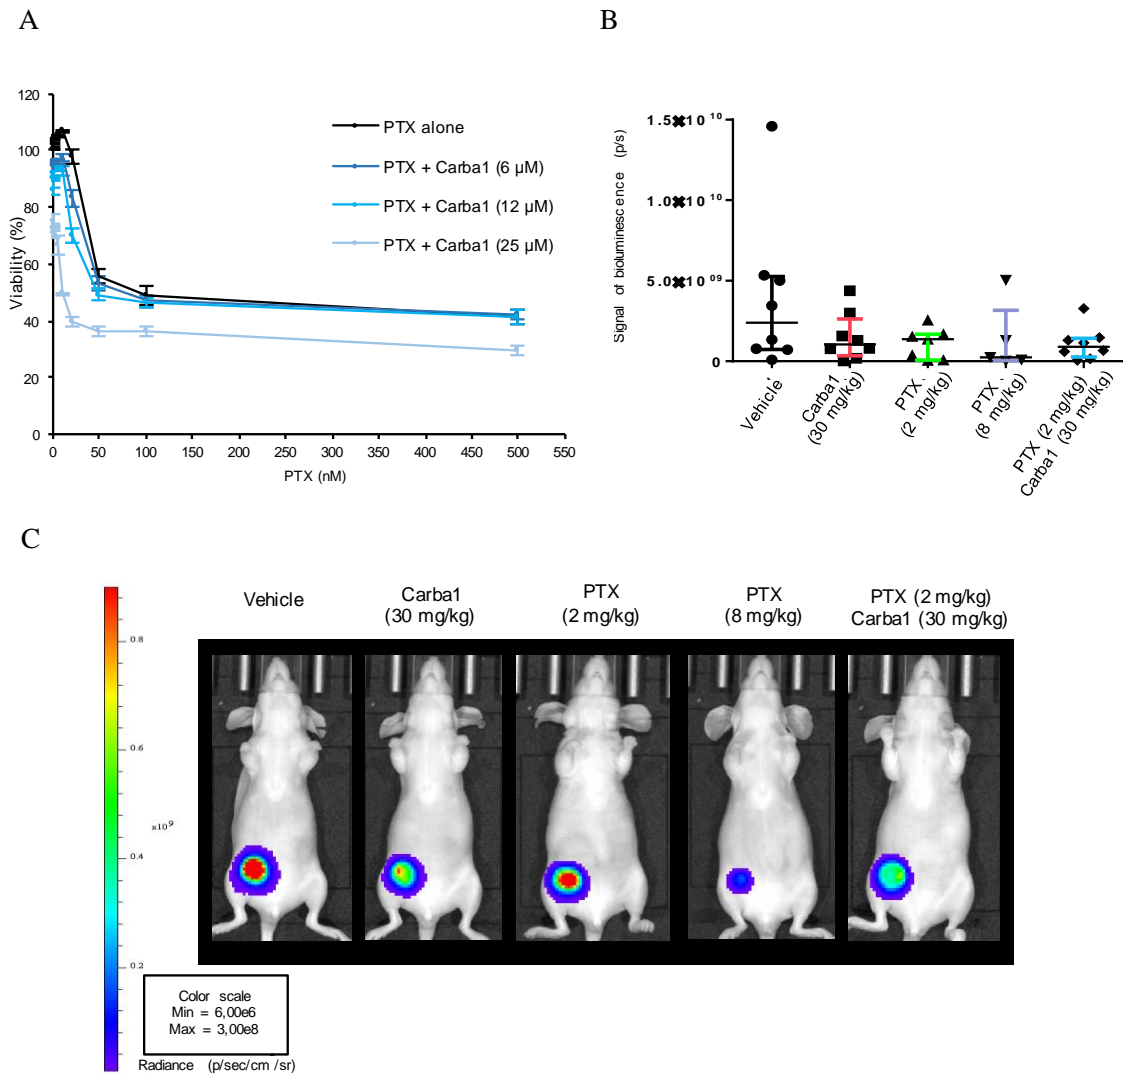 A
B
120
100
80
60
40
20
0
Viability (%)
0 50 100 150 200 250 300 350 400 450 500 550
PTX (nM)
PTX alone
PTX + Carba1 (6 µM)
PTX + Carba1 (12 µM)
PTX + Carba1 (25 µM)
Signal of bioluminescence (p/s)
1.5✖10 10
1.0✖10 10
5.0✖10 09
0
Vehicle
Carba1
(30 mg/kg)
PTX
(2 mg/kg)
PTX
(8 mg/kg)
PTX (2 mg/kg)
Carba1 (30 mg/kg)
C
Vehicle
Carba1
(30 mg/kg)
PTX
(2 mg/kg)
PTX
(8 mg/kg)
PTX (2 mg/kg)
Carba1 (30 mg/kg)
0.8
0.6
x10⁹
0.4
0.2
Color scale
Min = 6,00e6
Max = 3,00e8
Radiance (p/sec/cm /sr)